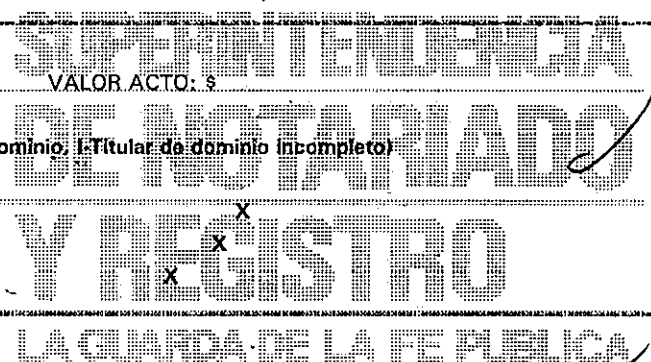 SUPERINTENDENCIA
VALOR ACTO: $
DE NOTARIADO
ominio, I-Titular de dominio incompleto)
Y REGISTRO
X
X
X
LA GUARDA DE LA FE PUBLICA